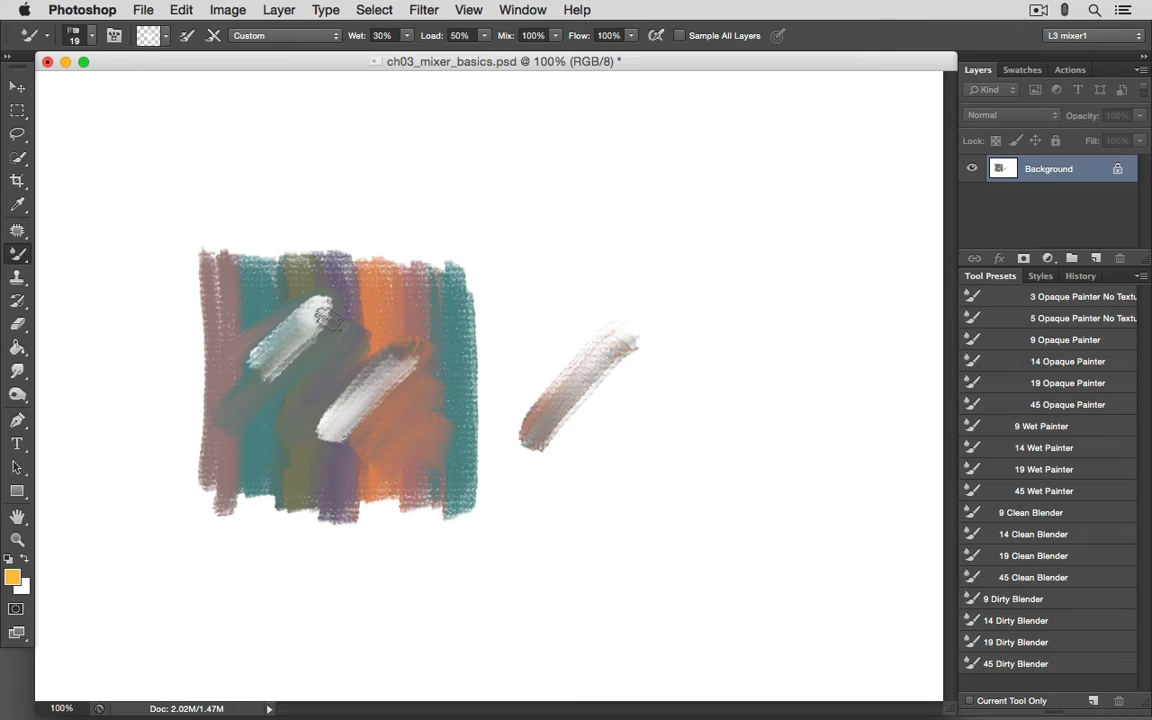 Photoshop File Edit Image Layer Type Select Filter View Window Help
19 Custom Wet: 30% Load: 50% Mix: 100% Flow: 100% Sample All Layers L3 mixer1
ch03_mixer_basics.psd @ 100% (RGB/8) *
Layers Swatches Actions
Kind
Normal Opacity: 100%
Lock: Fill: 100%
Background
Tool Presets Styles History
3 Opaque Painter No Textu
5 Opaque Painter No Textu
9 Opaque Painter
14 Opaque Painter
19 Opaque Painter
45 Opaque Painter
9 Wet Painter
14 Wet Painter
19 Wet Painter
45 Wet Painter
9 Clean Blender
14 Clean Blender
19 Clean Blender
45 Clean Blender
9 Dirty Blender
14 Dirty Blender
19 Dirty Blender
45 Dirty Blender
Current Tool Only
100% Doc: 2.02M/1.47M